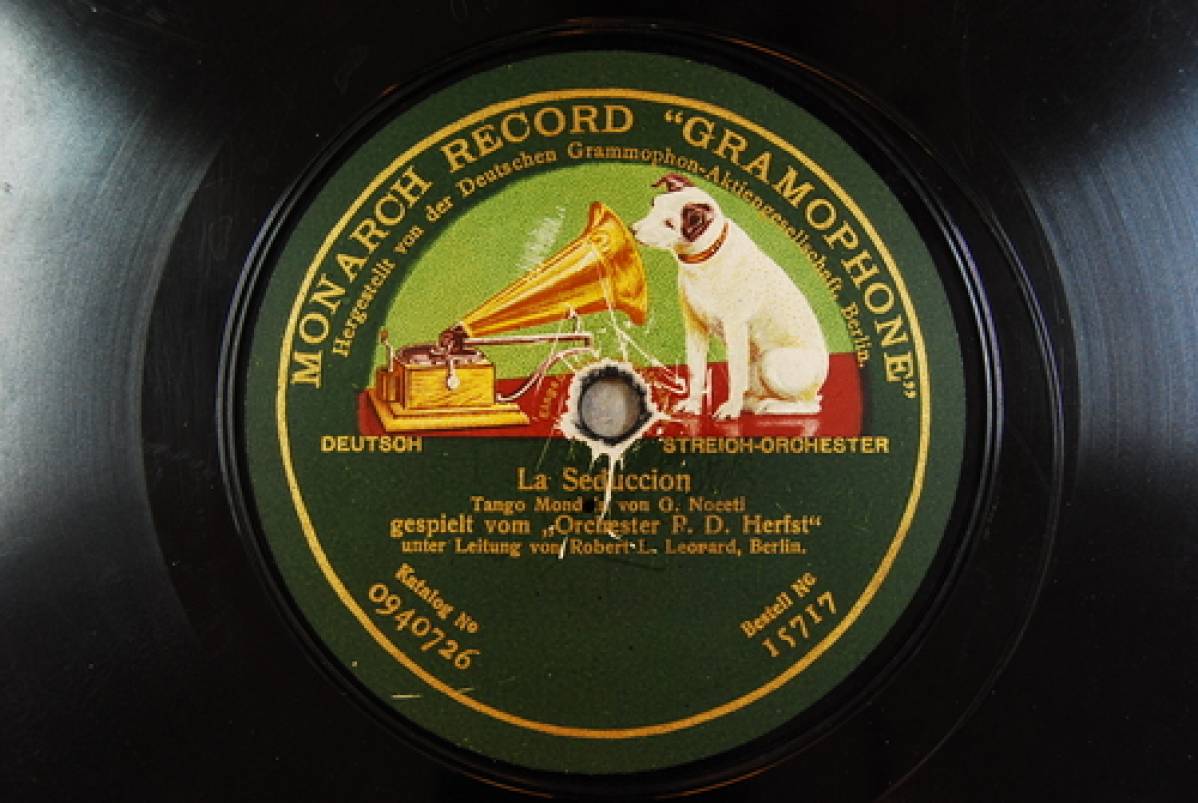 MONARCH RECORD “GRAMOPHONE”
Hergestellt von der Deutschen Grammophon-Aktiengesellschaft, Berlin.
DEUTSCH
STREICH-ORCHESTER
La Seduccion
Tango von G. Noceti
gespielt vom „Orchester P. D. Herfst“
unter Leitung von Robert L. Leonard, Berlin.
Katalog No
0940726
Bestell No
15717